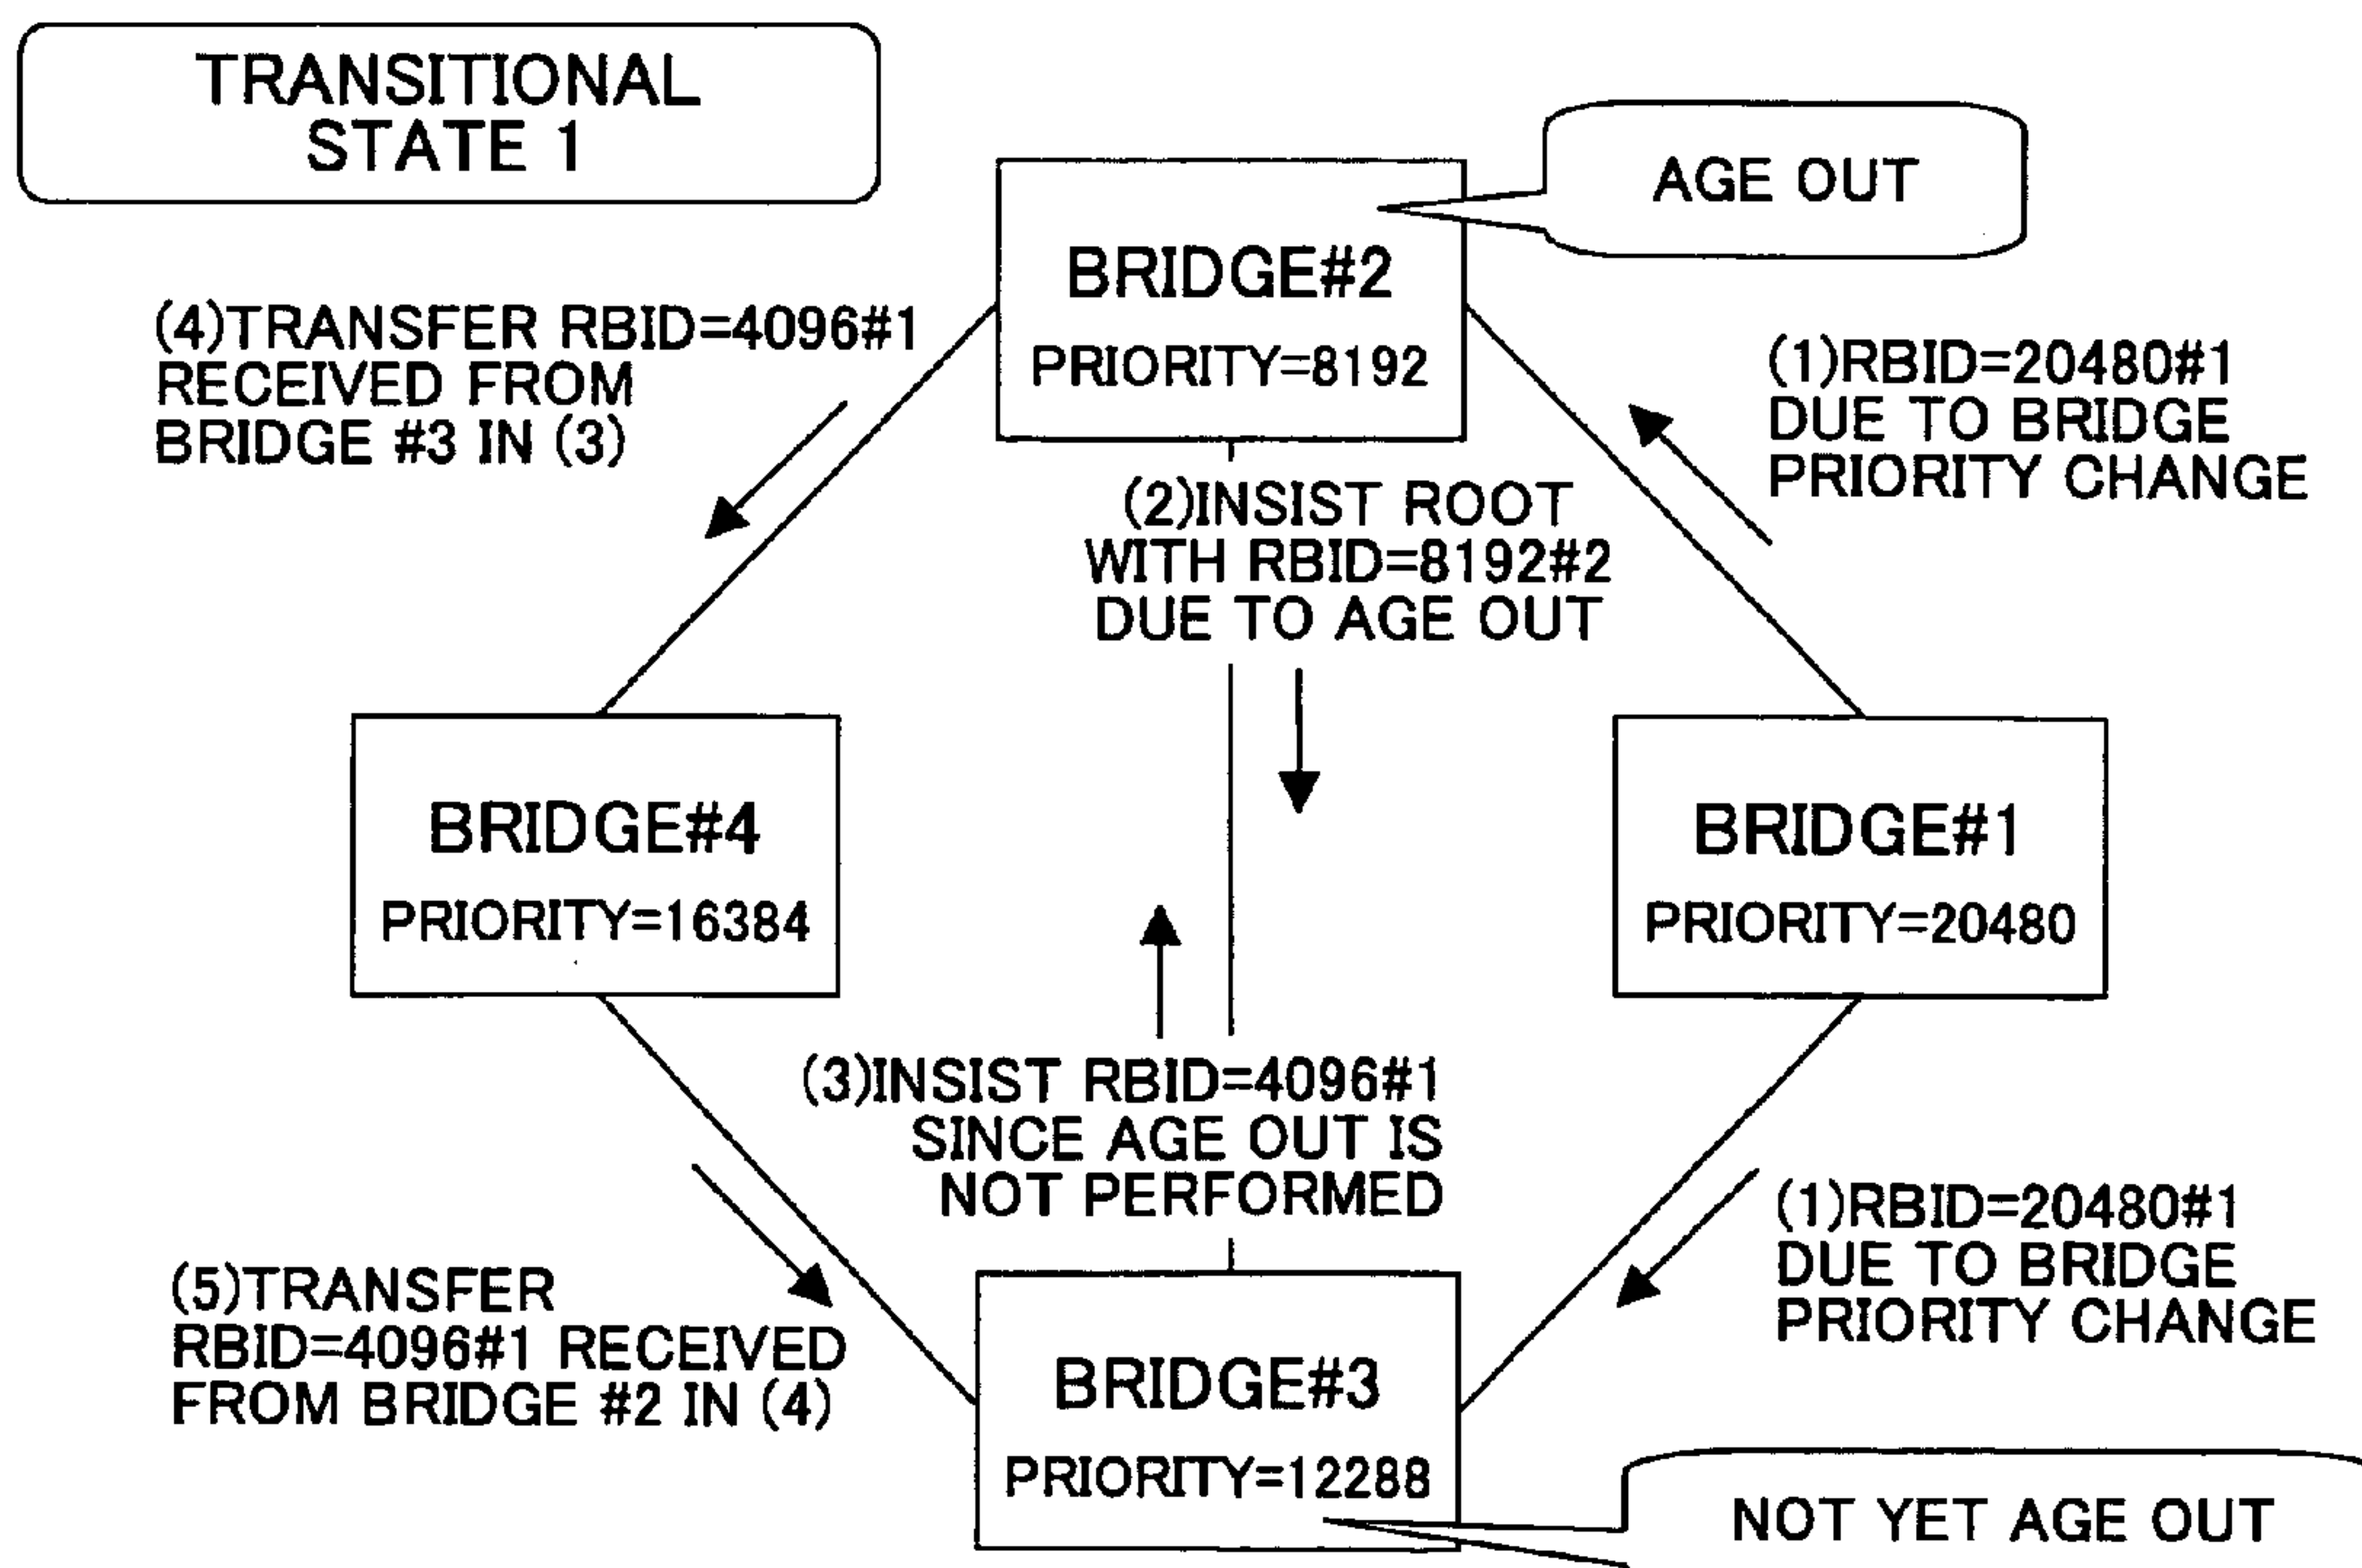 TRANSITIONAL
STATE 1
AGE OUT
BRIDGE#2
PRIORITY=8192
(4)TRANSFER RBID=4096#1
RECEIVED FROM
BRIDGE #3 IN (3)
(1)RBID=20480#1
DUE TO BRIDGE
PRIORITY CHANGE
(2)INSIST ROOT
WITH RBID=8192#2
DUE TO AGE OUT
BRIDGE#4
PRIORITY=16384
BRIDGE#1
PRIORITY=20480
(3)INSIST RBID=4096#1
SINCE AGE OUT IS
NOT PERFORMED
(1)RBID=20480#1
DUE TO BRIDGE
PRIORITY CHANGE
(5)TRANSFER
RBID=4096#1 RECEIVED
FROM BRIDGE #2 IN (4)
BRIDGE#3
PRIORITY=12288
NOT YET AGE OUT